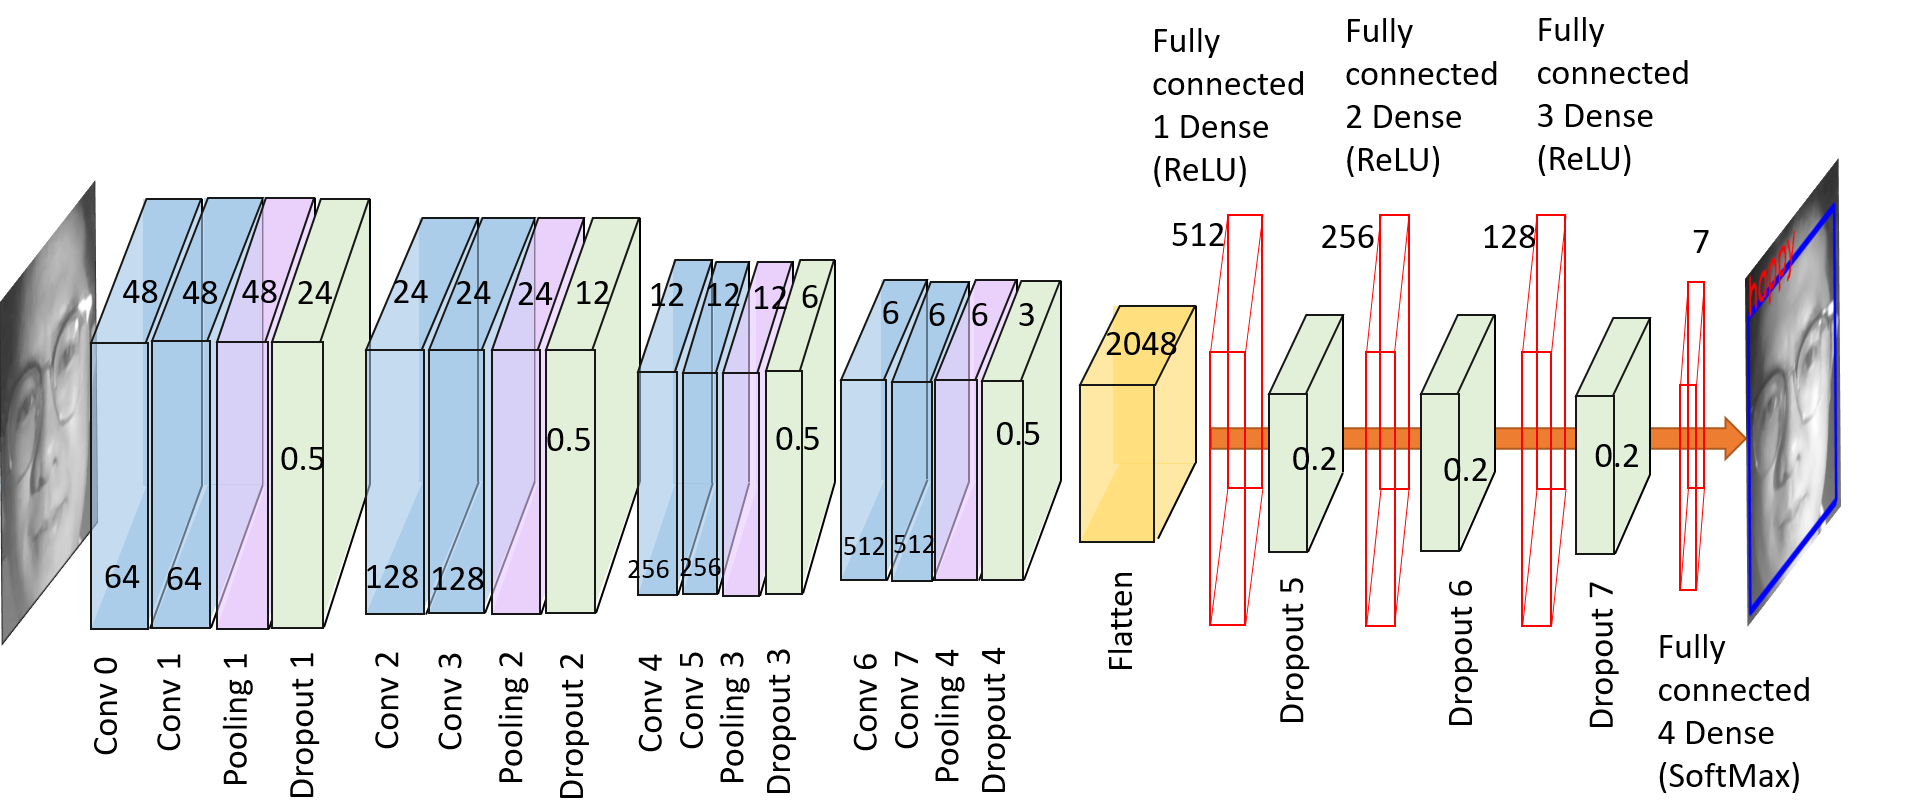 Fully
connected
1 Dense
(ReLU)
Fully
connected
2 Dense
(ReLU)
Fully
connected
3 Dense
(ReLU)
48
48
48
24
24
24
24
12
12
12
12
6
6
6
6
3
2048
512
256
128
7
happy
0.5
0.5
0.5
0.5
0.2
0.2
0.2
64
64
128
128
256
256
512
512
Conv 0
Conv 1
Pooling 1
Dropout 1
Conv 2
Conv 3
Pooling 2
Dropout 2
Conv 4
Conv 5
Pooling 3
Dropout 3
Conv 6
Conv 7
Pooling 4
Dropout 4
Flatten
Dropout 5
Dropout 6
Dropout 7
Fully
connected
4 Dense
(SoftMax)